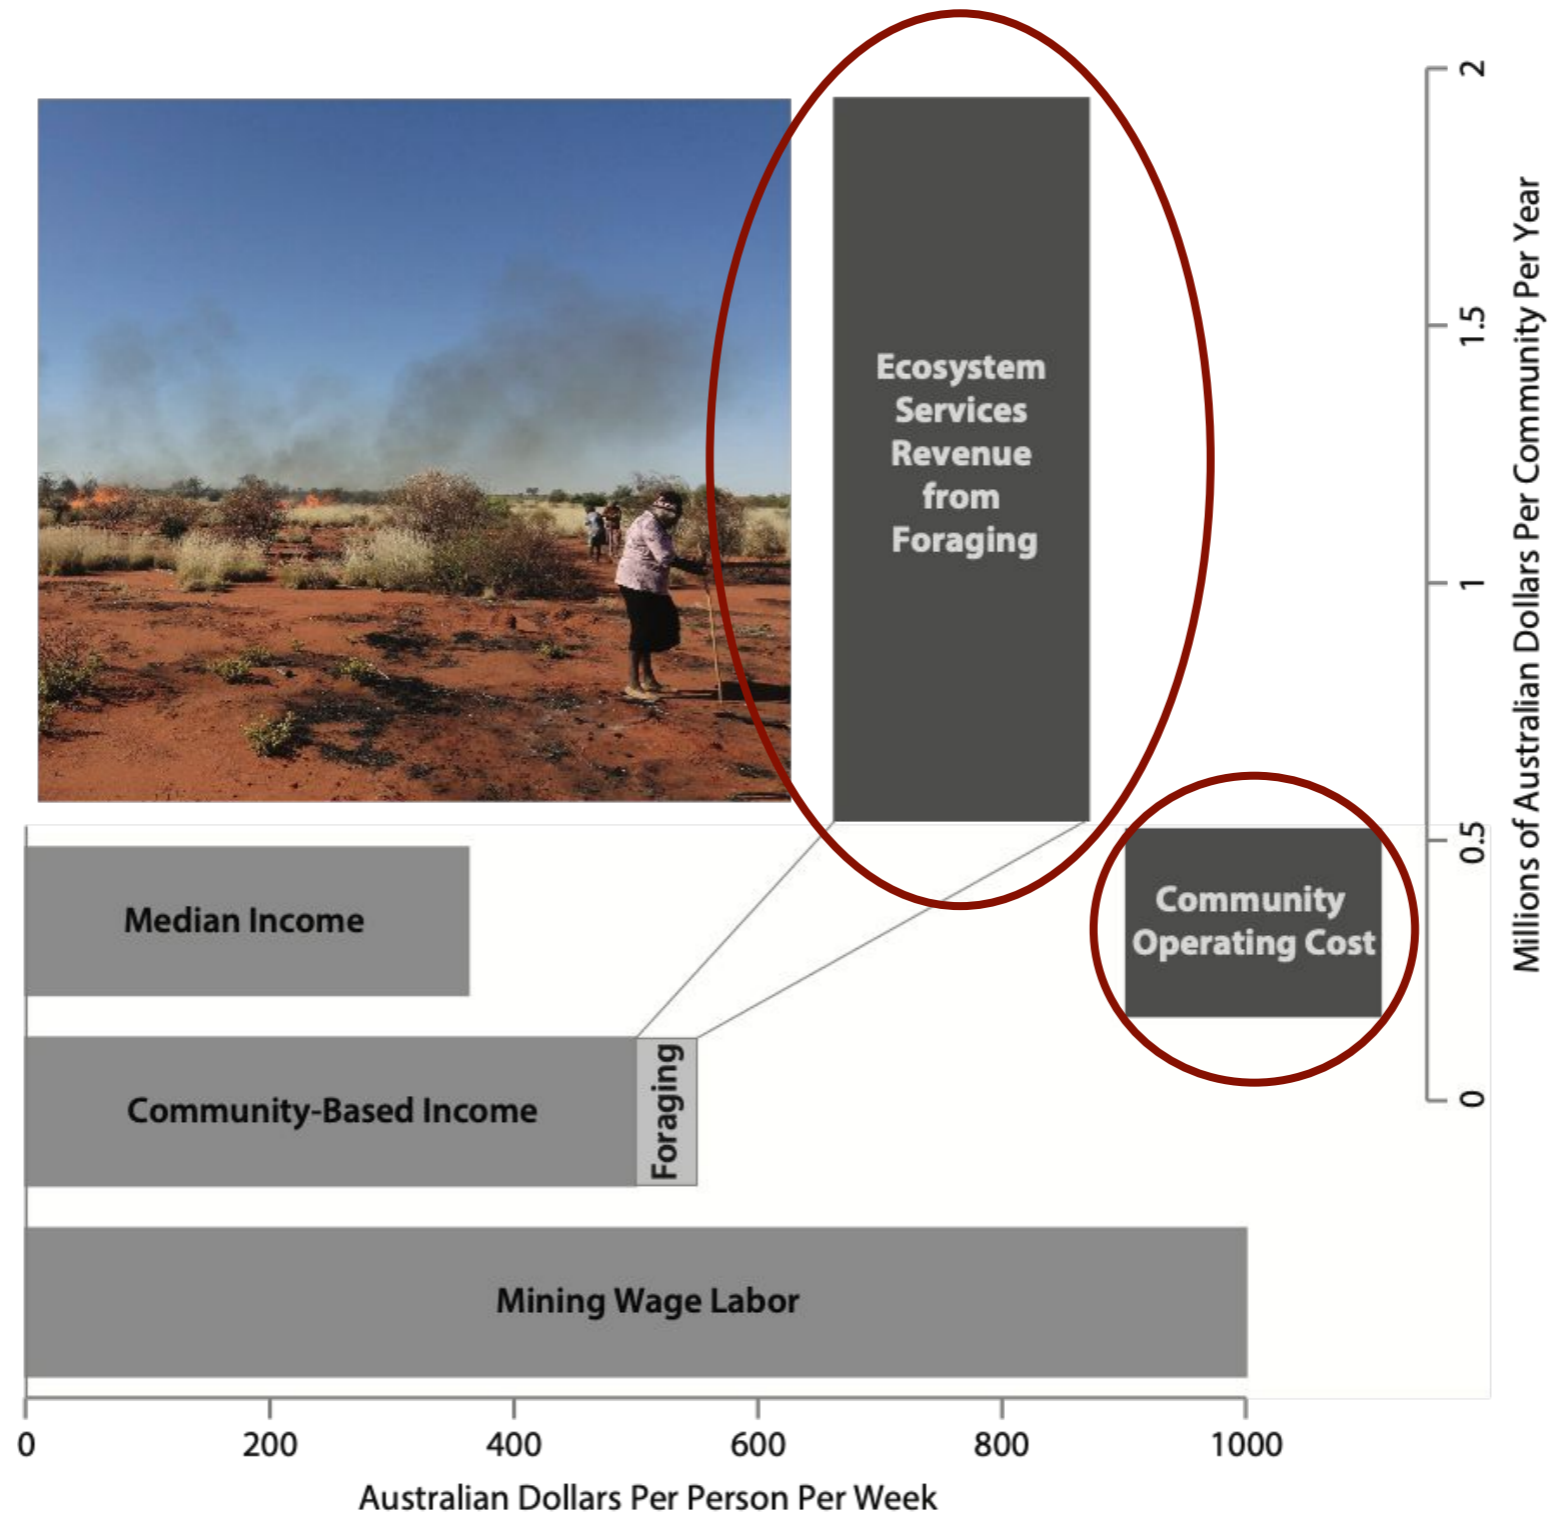 Ecosystem
Services
Revenue
from
Foraging
Community
Operating Cost
Median Income
Community-Based Income
Foraging
Mining Wage Labor
0
200
400
600
800
1000
Australian Dollars Per Person Per Week
2
1.5
1
0.5
0
Millions of Australian Dollars Per Community Per Year